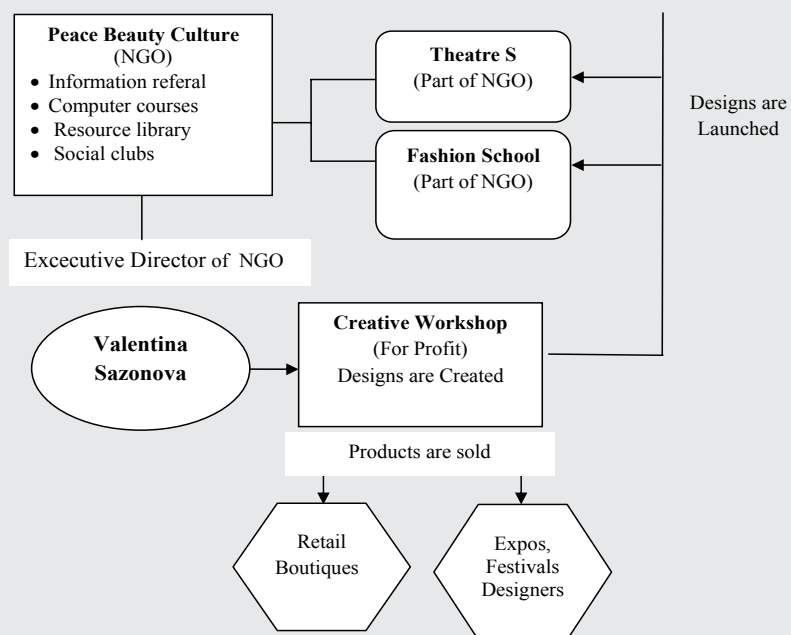 Peace Beauty Culture
(NGO)
• Information referal
• Computer courses
• Resource library
• Social clubs
Theatre S
(Part of NGO)
Fashion School
(Part of NGO)
Designs are
Launched
Excecutive Director of NGO
Valentina
Sazonova
Creative Workshop
(For Profit)
Designs are Created
Products are sold
Retail
Boutiques
Expos,
Festivals
Designers